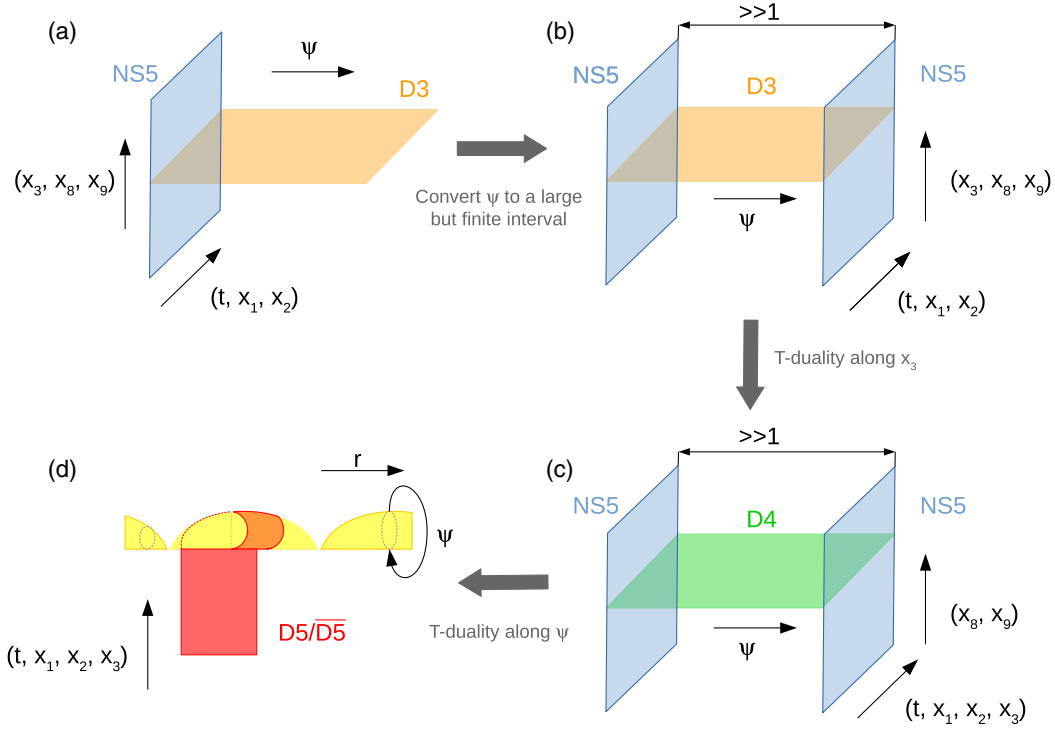 (a)
ψ
NS5
D3
(x₃, x₈, x₉)
(t, x₁, x₂)
Convert ψ to a large
but finite interval
(b)
>>1
NS5
D3
NS5
ψ
(x₃, x₈, x₉)
(t, x₁, x₂)
T-duality along x₃
(c)
>>1
NS5
D4
NS5
ψ
(x₈, x₉)
(t, x₁, x₂, x₃)
T-duality along ψ
(d)
r
ψ
D5/D̅5̅
(t, x₁, x₂, x₃)